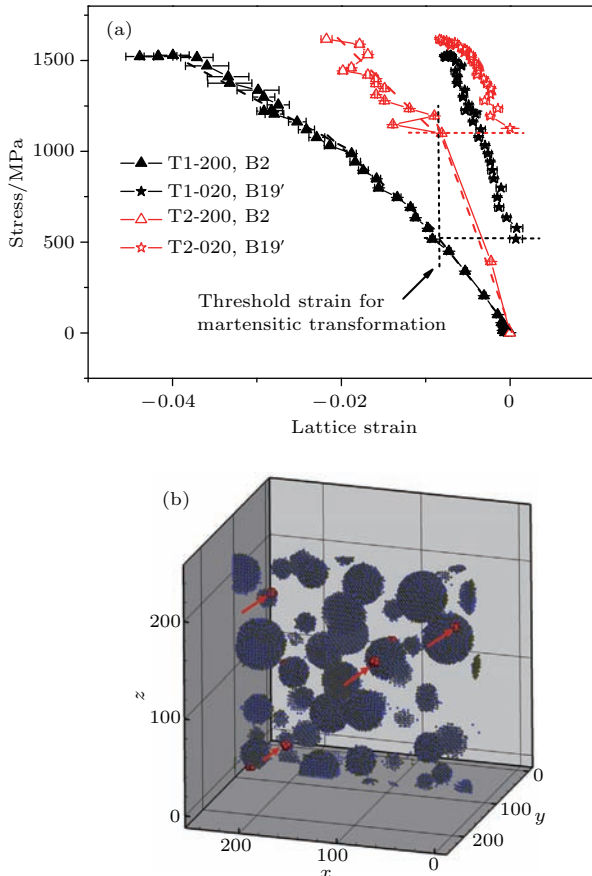 (a)
1500
1000
500
0
Stress/MPa
T1-200, B2
T1-020, B19′
T2-200, B2
T2-020, B19′
Threshold strain for
martensitic transformation
−0.04
−0.02
0
Lattice strain
(b)
200
100
0
z
200
100
0
x
0
100
200
y